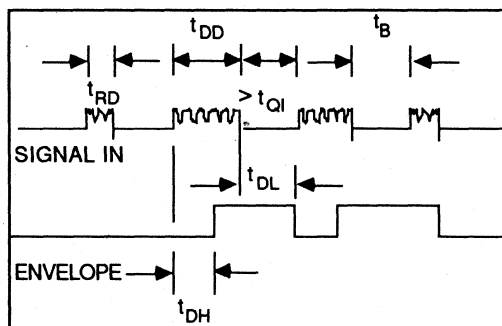 tDD
tB
tRD
> tQI
SIGNAL IN
tDL
ENVELOPE
tDH